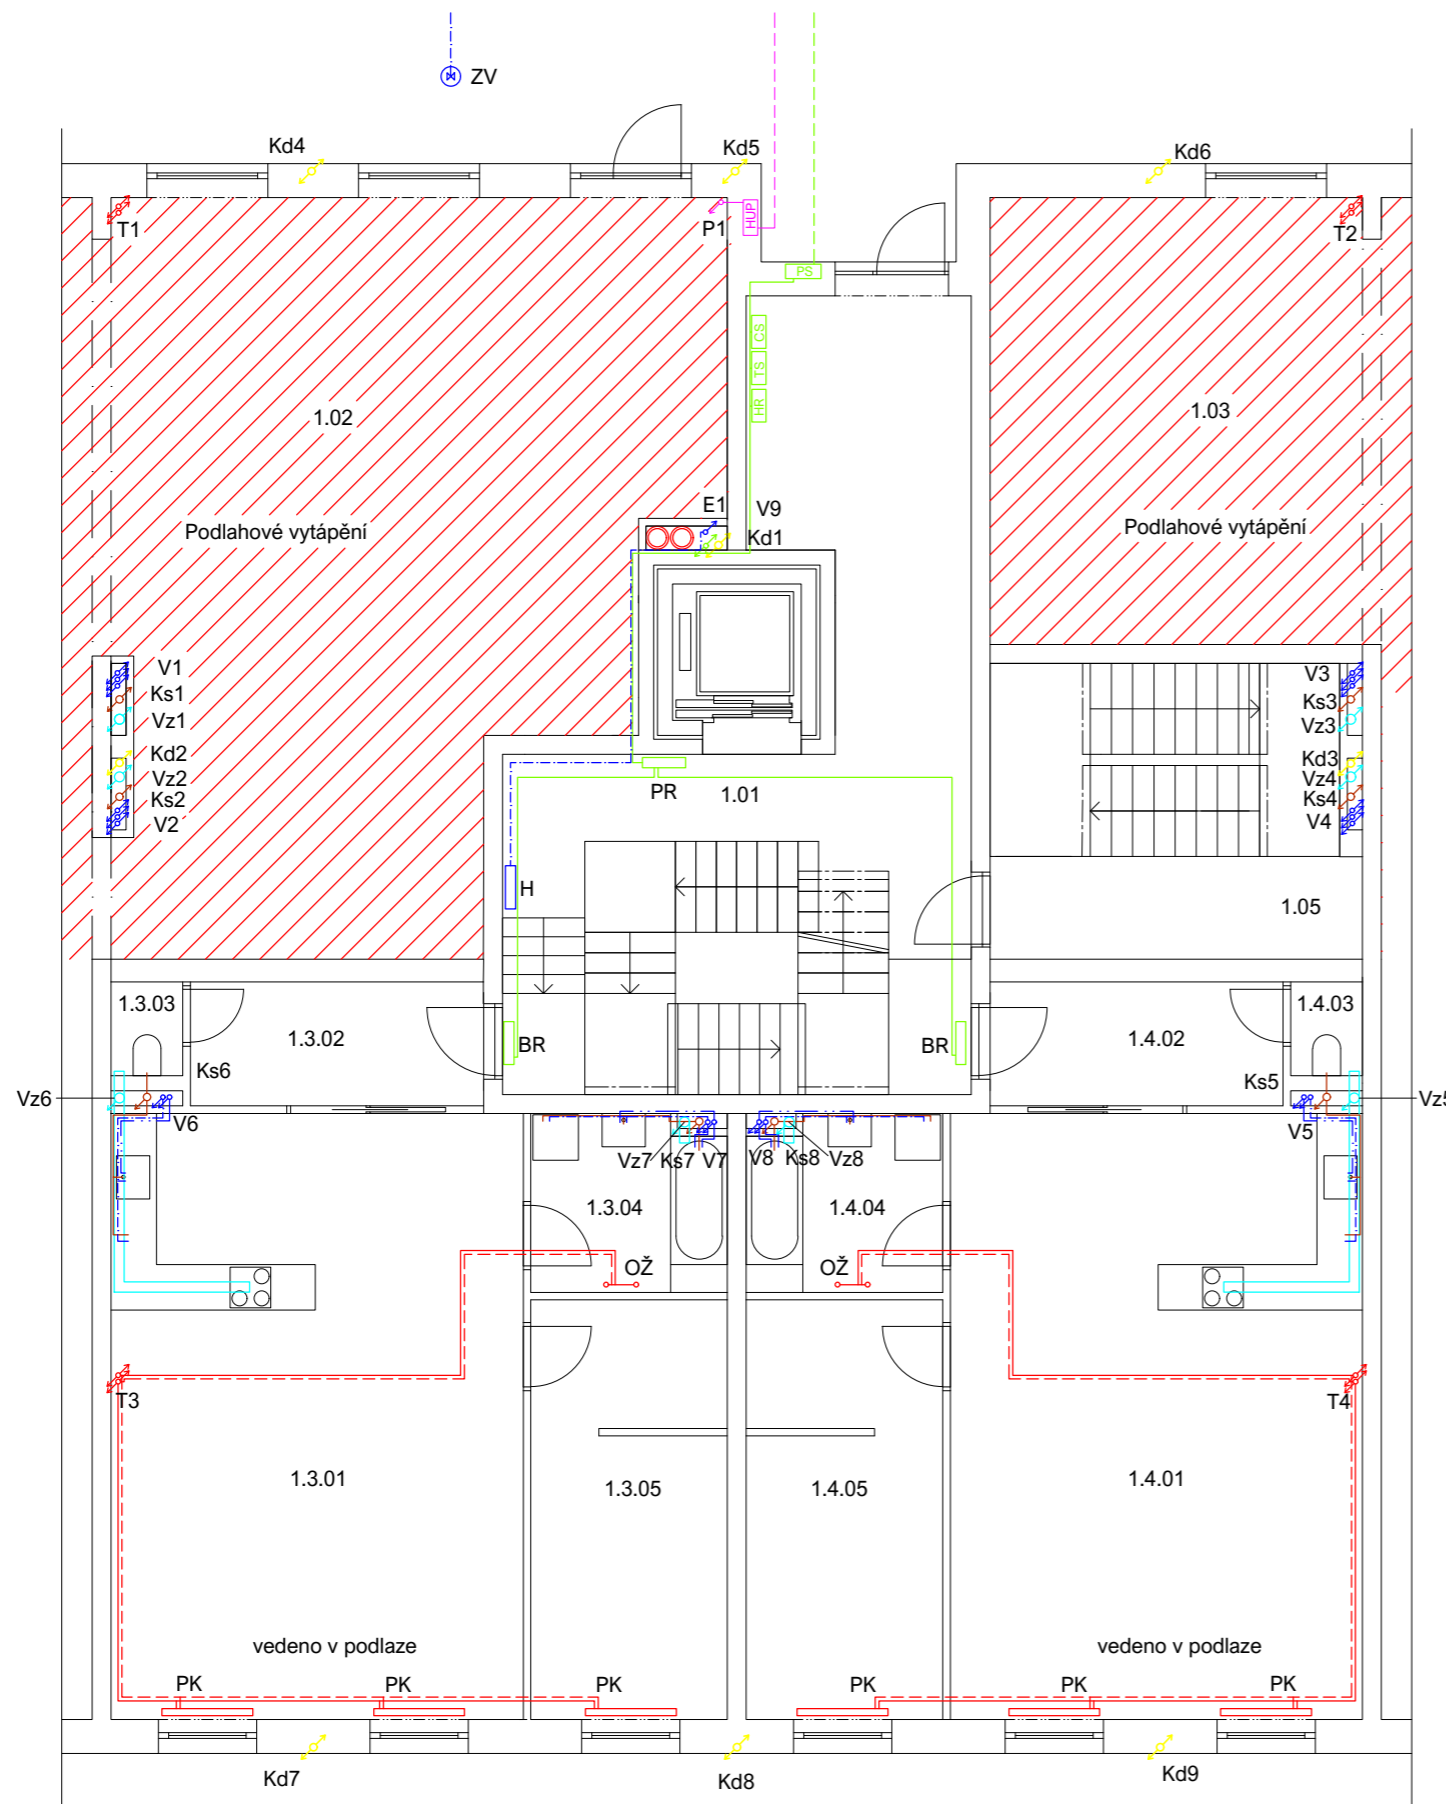 ZV
Kd4
Kd5
Kd6
T1
P1
HUP
T2
PS
CS
TS
HR
1.02
1.03
E1
V9
Podlahové vytápění
Podlahové vytápění
Kd1
V1
Ks1
Vz1
V3
Ks3
Vz3
Kd2
Vz2
Ks2
V2
Kd3
Vz4
Ks4
V4
PR
1.01
H
1.05
1.3.03
1.3.02
BR
BR
1.4.02
1.4.03
Ks6
Ks5
Vz6
Vz5
V6
V5
Vz7
Ks7
V7
V8
Ks8
Vz8
1.3.04
1.4.04
OŽ
OŽ
T3
T4
1.3.01
1.3.05
1.4.05
1.4.01
vedeno v podlaze
vedeno v podlaze
PK
PK
PK
PK
PK
PK
Kd7
Kd8
Kd9